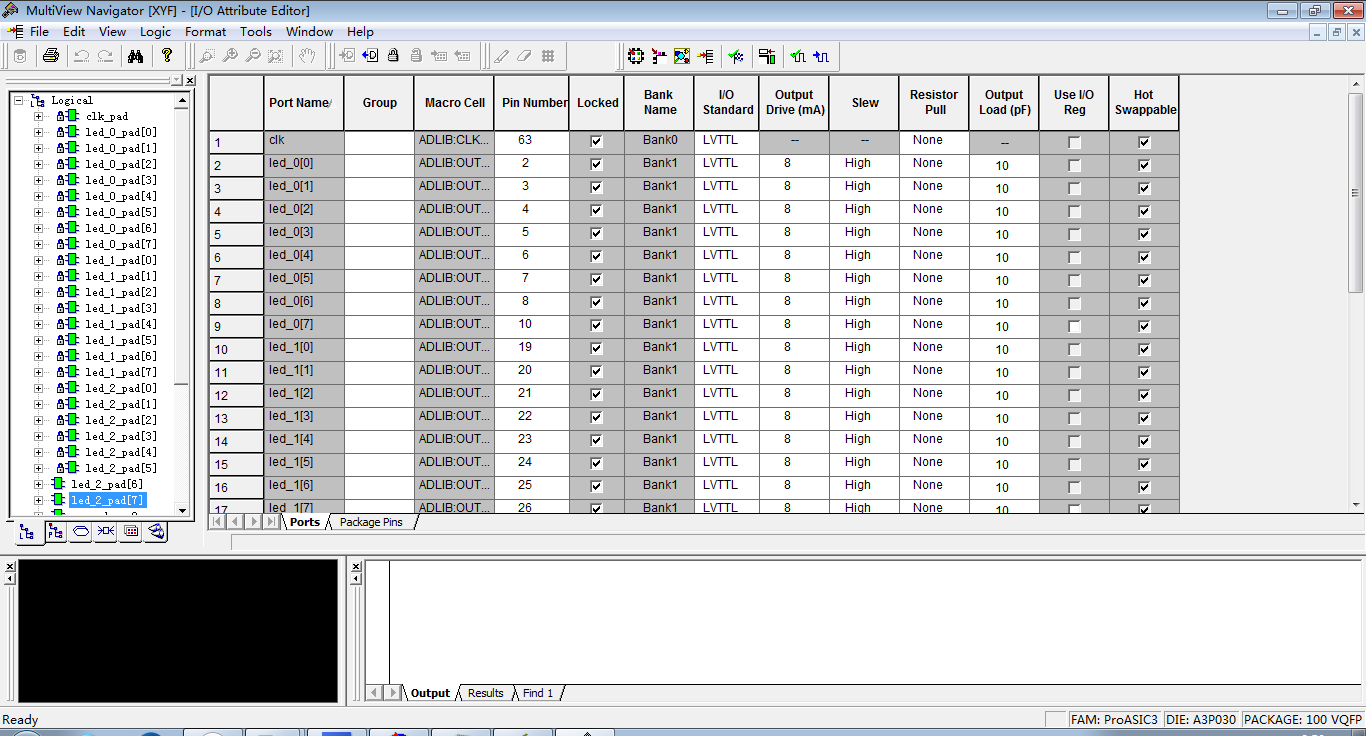 MultiView Navigator [XYF] - [I/O Attribute Editor]
File Edit View Logic Format Tools Window Help
Logical
clk_pad
led_0_pad[0]
led_0_pad[1]
led_0_pad[2]
led_0_pad[3]
led_0_pad[4]
led_0_pad[5]
led_0_pad[6]
led_0_pad[7]
led_1_pad[0]
led_1_pad[1]
led_1_pad[2]
led_1_pad[3]
led_1_pad[4]
led_1_pad[5]
led_1_pad[6]
led_1_pad[7]
led_2_pad[0]
led_2_pad[1]
led_2_pad[2]
led_2_pad[3]
led_2_pad[4]
led_2_pad[5]
led_2_pad[6]
led_2_pad[7]
Port Name Group Macro Cell Pin Number Locked Bank Name I/O Standard Output Drive (mA) Slew Resistor Pull Output Load (pF) Use I/O Reg Hot Swappable
1 clk ADLIB:CLK... 63 Bank0 LVTTL -- -- None --
2 led_0[0] ADLIB:OUT... 2 Bank1 LVTTL 8 High None 10
3 led_0[1] ADLIB:OUT... 3 Bank1 LVTTL 8 High None 10
4 led_0[2] ADLIB:OUT... 4 Bank1 LVTTL 8 High None 10
5 led_0[3] ADLIB:OUT... 5 Bank1 LVTTL 8 High None 10
6 led_0[4] ADLIB:OUT... 6 Bank1 LVTTL 8 High None 10
7 led_0[5] ADLIB:OUT... 7 Bank1 LVTTL 8 High None 10
8 led_0[6] ADLIB:OUT... 8 Bank1 LVTTL 8 High None 10
9 led_0[7] ADLIB:OUT... 10 Bank1 LVTTL 8 High None 10
10 led_1[0] ADLIB:OUT... 19 Bank1 LVTTL 8 High None 10
11 led_1[1] ADLIB:OUT... 20 Bank1 LVTTL 8 High None 10
12 led_1[2] ADLIB:OUT... 21 Bank1 LVTTL 8 High None 10
13 led_1[3] ADLIB:OUT... 22 Bank1 LVTTL 8 High None 10
14 led_1[4] ADLIB:OUT... 23 Bank1 LVTTL 8 High None 10
15 led_1[5] ADLIB:OUT... 24 Bank1 LVTTL 8 High None 10
16 led_1[6] ADLIB:OUT... 25 Bank1 LVTTL 8 High None 10
17 led_1[7] ADLIB:OUT... 26 Bank1 LVTTL 8 High None 10
Ports Package Pins
Output Results Find 1
Ready FAM: ProASIC3 DIE: A3P030 PACKAGE: 100 VQFP